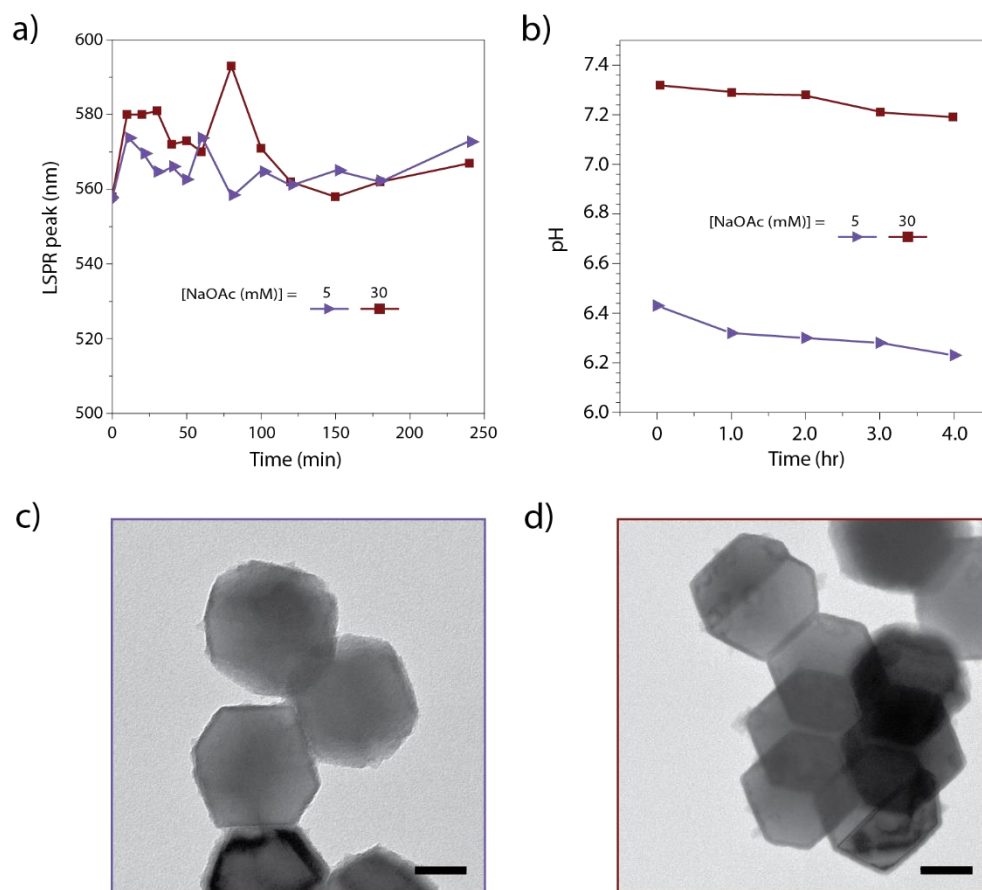 a)
LSPR peak (nm)
600
580
560
540
520
500
[NaOAc (mM)] = 5 30
0 50 100 150 200 250
Time (min)
b)
pH
7.4
7.2
7.0
6.8
6.6
6.4
6.2
6.0
[NaOAc (mM)] = 5 30
0 1.0 2.0 3.0 4.0
Time (hr)
c)
d)